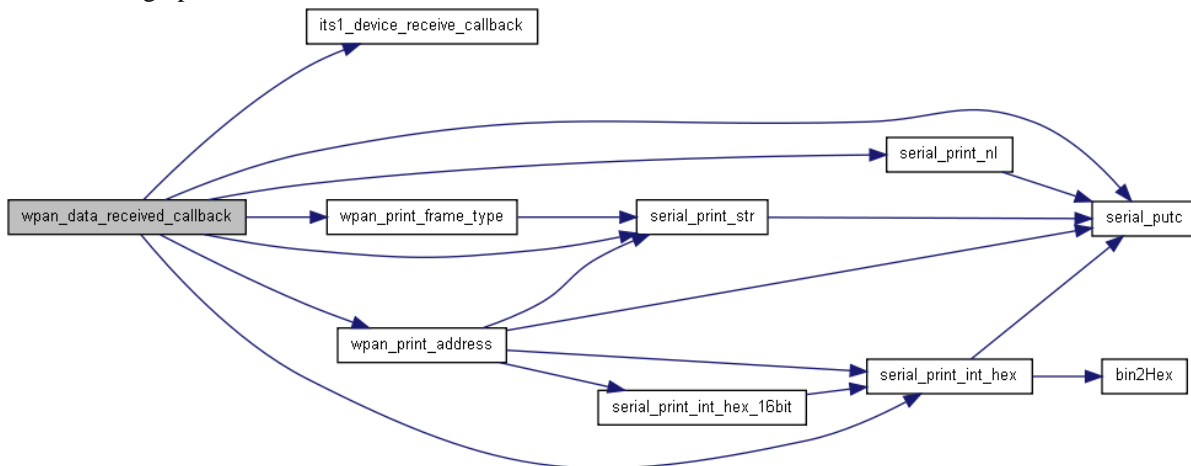 its1_device_receive_callback
serial_print_nl
wpan_data_received_callback
wpan_print_frame_type
serial_print_str
serial_putc
wpan_print_address
serial_print_int_hex
bin2Hex
serial_print_int_hex_16bit